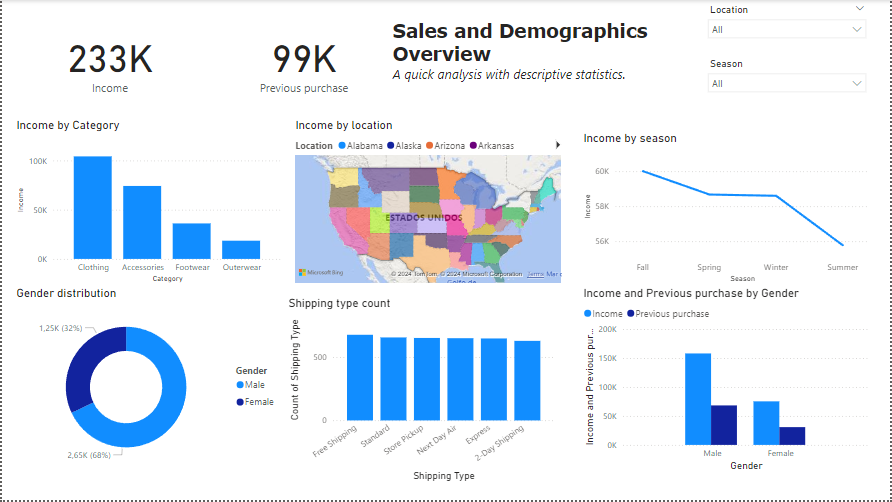 233K
Income
99K
Previous purchase
Sales and Demographics
Overview
A quick analysis with descriptive statistics.
Location
All
Season
All
Income by Category
Income
100K
50K
0K
Clothing
Accessories
Footwear
Outerwear
Category
Income by location
Location
Alabama
Alaska
Arizona
Arkansas
ESTADOS UNIDOS
Microsoft Bing
© 2024 TomTom, © 2024 Microsoft Corporation
Terms
Income by season
Income
60K
58K
56K
Fall
Spring
Winter
Summer
Season
Gender distribution
1,25K (32%)
2,65K (68%)
Gender
Male
Female
Shipping type count
Count of Shipping Type
500
0
Free Shipping
Standard
Store Pickup
Next Day Air
Express
2-Day Shipping
Shipping Type
Income and Previous purchase by Gender
Income
Previous purchase
Income and Previous pur...
200K
150K
100K
50K
0K
Male
Female
Gender